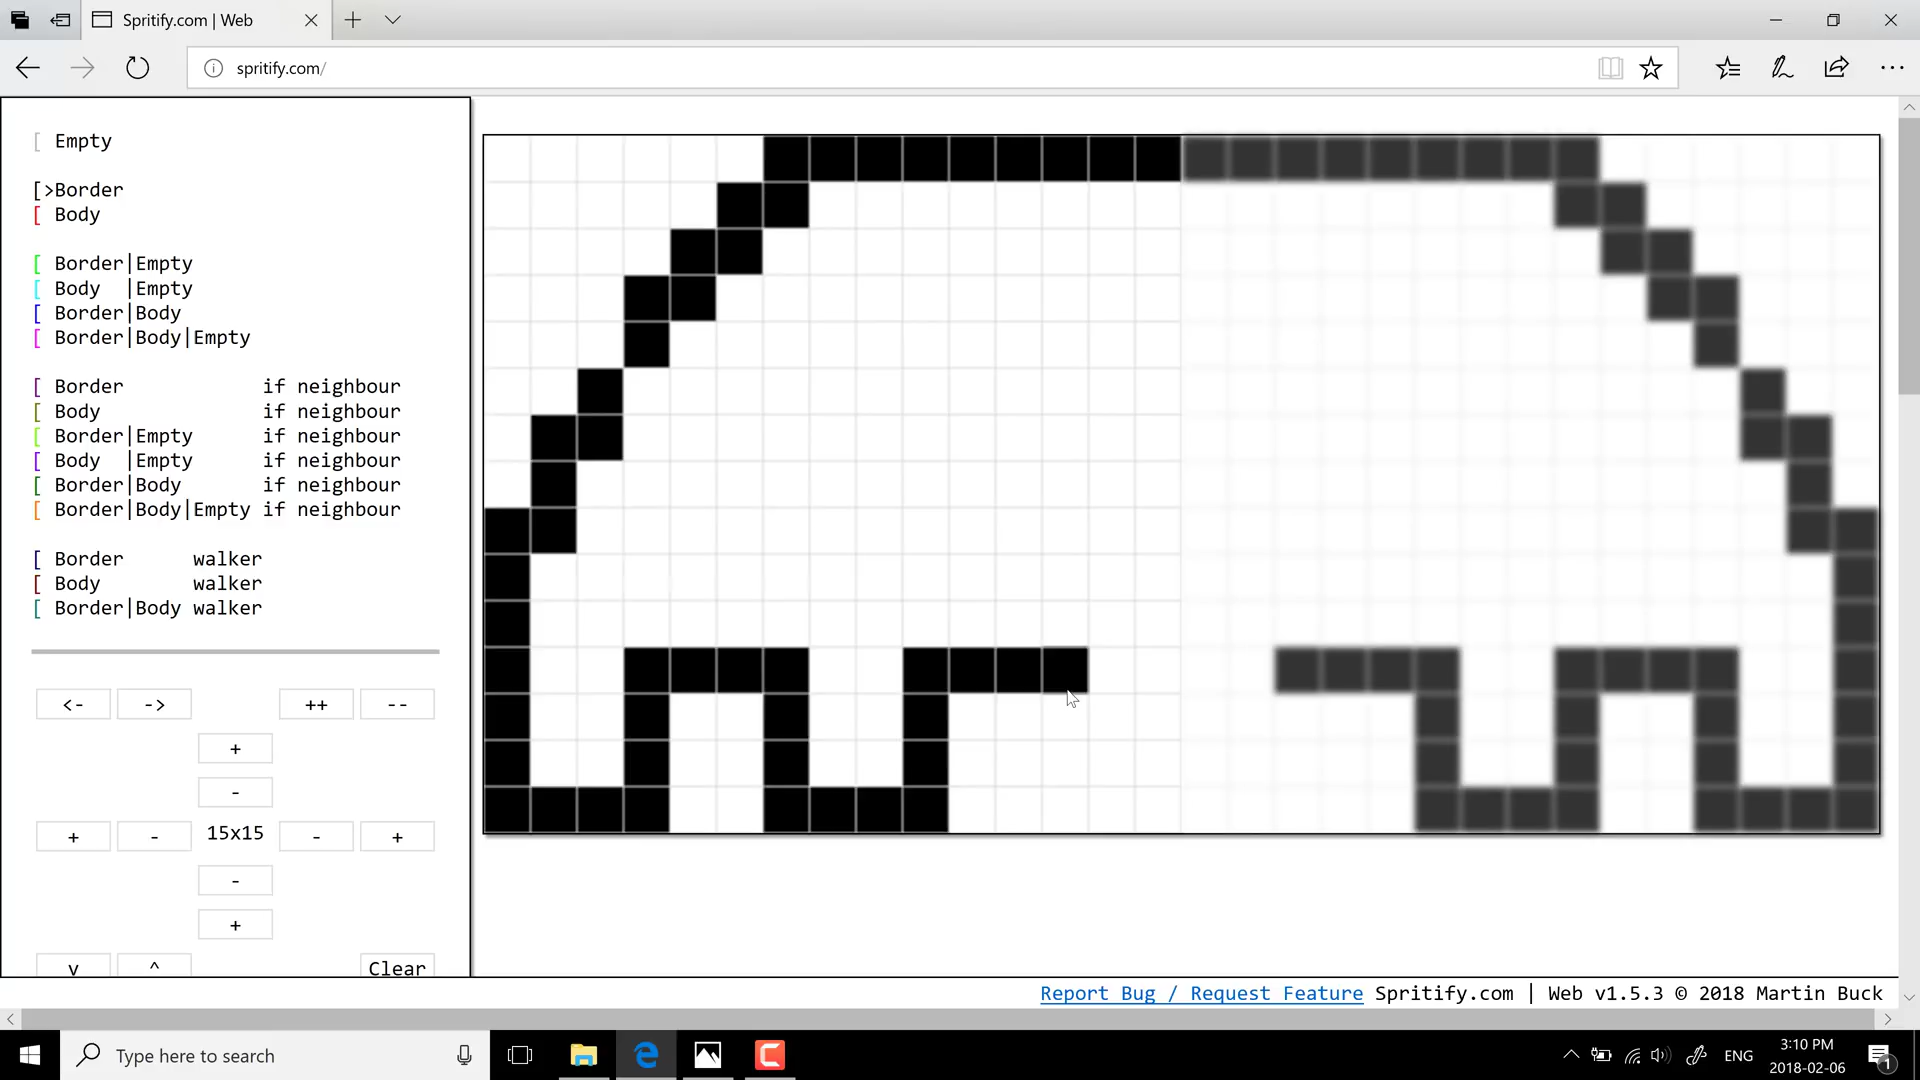 Spritify.com | Web
spritify.com/
[ Empty
[>Border
[ Body
[ Border|Empty
[ Body |Empty
[ Border|Body
[ Border|Body|Empty
[ Border if neighbour
[ Body if neighbour
[ Border|Empty if neighbour
[ Body |Empty if neighbour
[ Border|Body if neighbour
[ Border|Body|Empty if neighbour
[ Border walker
[ Body walker
[ Border|Body walker
<- -> ++ --
+
-
+ - 15x15 - +
-
+
v ^ Clear
Report Bug / Request Feature Spritify.com | Web v1.5.3 © 2018 Martin Buck
Type here to search
ENG
3:10 PM
2018-02-06
1